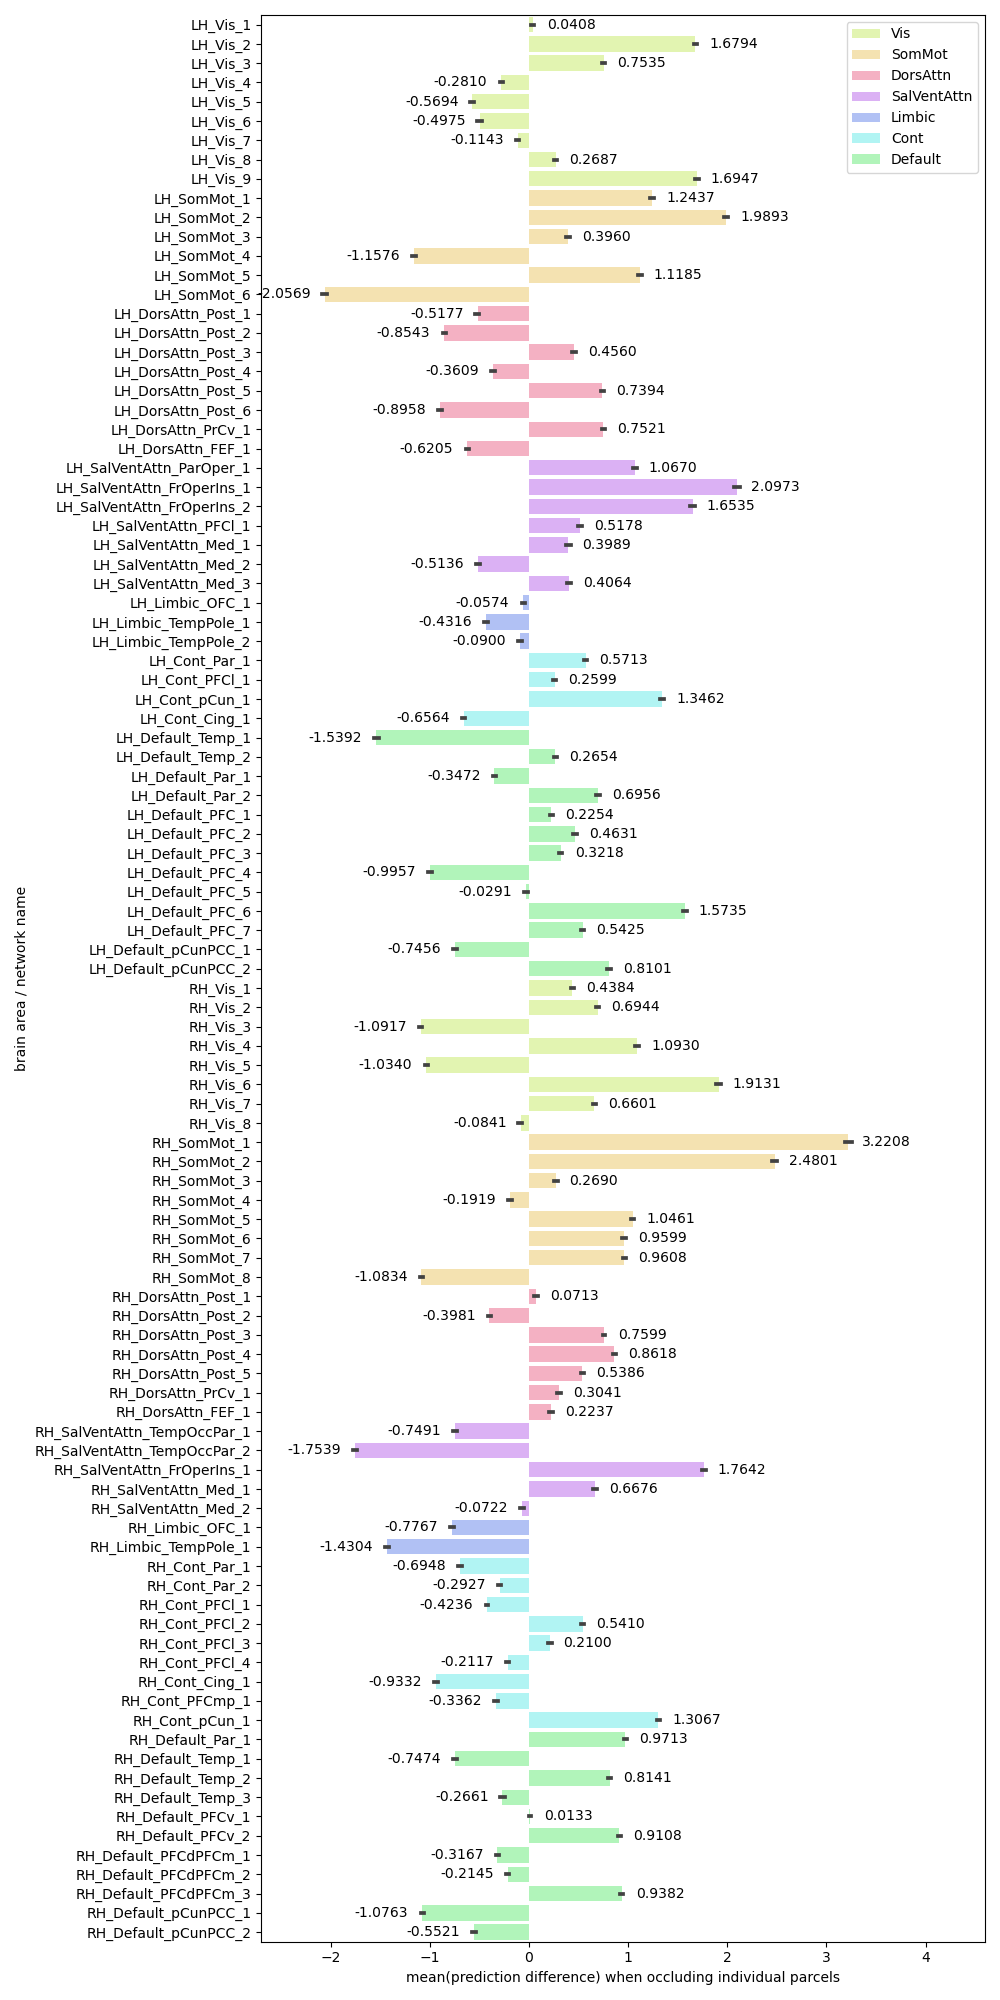 LH_Vis_1 0.0408
LH_Vis_2 1.6794
LH_Vis_3 0.7535
LH_Vis_4 -0.2810
LH_Vis_5 -0.5694
LH_Vis_6 -0.4975
LH_Vis_7 -0.1143
LH_Vis_8 0.2687
LH_Vis_9 1.6947
LH_SomMot_1 1.2437
LH_SomMot_2 1.9893
LH_SomMot_3 0.3960
LH_SomMot_4 -1.1576
LH_SomMot_5 1.1185
LH_SomMot_6 -2.0569
LH_DorsAttn_Post_1 -0.5177
LH_DorsAttn_Post_2 -0.8543
LH_DorsAttn_Post_3 0.4560
LH_DorsAttn_Post_4 -0.3609
LH_DorsAttn_Post_5 0.7394
LH_DorsAttn_Post_6 -0.8958
LH_DorsAttn_PrCv_1 0.7521
LH_DorsAttn_FEF_1 -0.6205
LH_SalVentAttn_ParOper_1 1.0670
LH_SalVentAttn_FrOperIns_1 2.0973
LH_SalVentAttn_FrOperIns_2 1.6535
LH_SalVentAttn_PFCl_1 0.5178
LH_SalVentAttn_Med_1 0.3989
LH_SalVentAttn_Med_2 -0.5136
LH_SalVentAttn_Med_3 0.4064
LH_Limbic_OFC_1 -0.0574
LH_Limbic_TempPole_1 -0.4316
LH_Limbic_TempPole_2 -0.0900
LH_Cont_Par_1 0.5713
LH_Cont_PFCl_1 0.2599
LH_Cont_pCun_1 1.3462
LH_Cont_Cing_1 -0.6564
LH_Default_Temp_1 -1.5392
LH_Default_Temp_2 0.2654
LH_Default_Par_1 -0.3472
LH_Default_Par_2 0.6956
LH_Default_PFC_1 0.2254
LH_Default_PFC_2 0.4631
LH_Default_PFC_3 0.3218
LH_Default_PFC_4 -0.9957
LH_Default_PFC_5 -0.0291
LH_Default_PFC_6 1.5735
LH_Default_PFC_7 0.5425
LH_Default_pCunPCC_1 -0.7456
LH_Default_pCunPCC_2 0.8101
RH_Vis_1 0.4384
RH_Vis_2 0.6944
RH_Vis_3 -1.0917
RH_Vis_4 1.0930
RH_Vis_5 -1.0340
RH_Vis_6 1.9131
RH_Vis_7 0.6601
RH_Vis_8 -0.0841
RH_SomMot_1 3.2208
RH_SomMot_2 2.4801
RH_SomMot_3 0.2690
RH_SomMot_4 -0.1919
RH_SomMot_5 1.0461
RH_SomMot_6 0.9599
RH_SomMot_7 0.9608
RH_SomMot_8 -1.0834
RH_DorsAttn_Post_1 0.0713
RH_DorsAttn_Post_2 -0.3981
RH_DorsAttn_Post_3 0.7599
RH_DorsAttn_Post_4 0.8618
RH_DorsAttn_Post_5 0.5386
RH_DorsAttn_PrCv_1 0.3041
RH_DorsAttn_FEF_1 0.2237
RH_SalVentAttn_TempOccPar_1 -0.7491
RH_SalVentAttn_TempOccPar_2 -1.7539
RH_SalVentAttn_FrOperIns_1 1.7642
RH_SalVentAttn_Med_1 0.6676
RH_SalVentAttn_Med_2 -0.0722
RH_Limbic_OFC_1 -0.7767
RH_Limbic_TempPole_1 -1.4304
RH_Cont_Par_1 -0.6948
RH_Cont_Par_2 -0.2927
RH_Cont_PFCl_1 -0.4236
RH_Cont_PFCl_2 0.5410
RH_Cont_PFCl_3 0.2100
RH_Cont_PFCl_4 -0.2117
RH_Cont_Cing_1 -0.9332
RH_Cont_PFCmp_1 -0.3362
RH_Cont_pCun_1 1.3067
RH_Default_Par_1 0.9713
RH_Default_Temp_1 -0.7474
RH_Default_Temp_2 0.8141
RH_Default_Temp_3 -0.2661
RH_Default_PFCv_1 0.0133
RH_Default_PFCv_2 0.9108
RH_Default_PFCdPFCm_1 -0.3167
RH_Default_PFCdPFCm_2 -0.2145
RH_Default_PFCdPFCm_3 0.9382
RH_Default_pCunPCC_1 -1.0763
RH_Default_pCunPCC_2 -0.5521
−2 −1 0 1 2 3 4
mean(prediction difference) when occluding individual parcels
brain area / network name
Vis
SomMot
DorsAttn
SalVentAttn
Limbic
Cont
Default